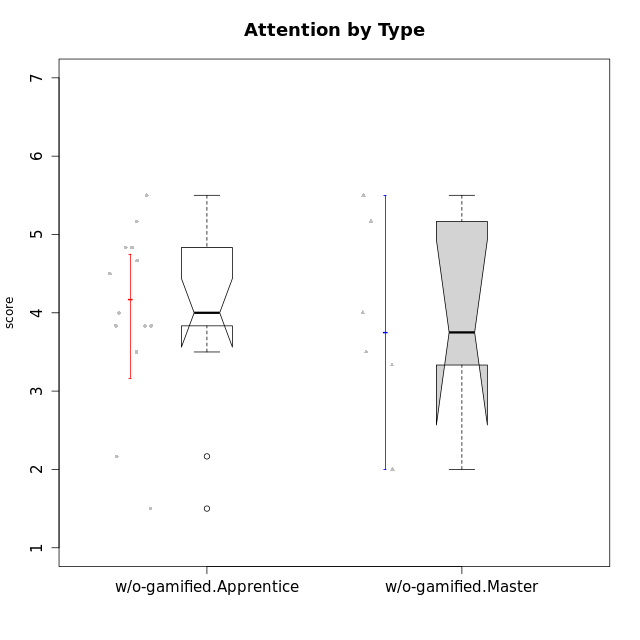 Attention by Type
score
7
6
5
4
3
2
1
w/o-gamified.Apprentice
w/o-gamified.Master